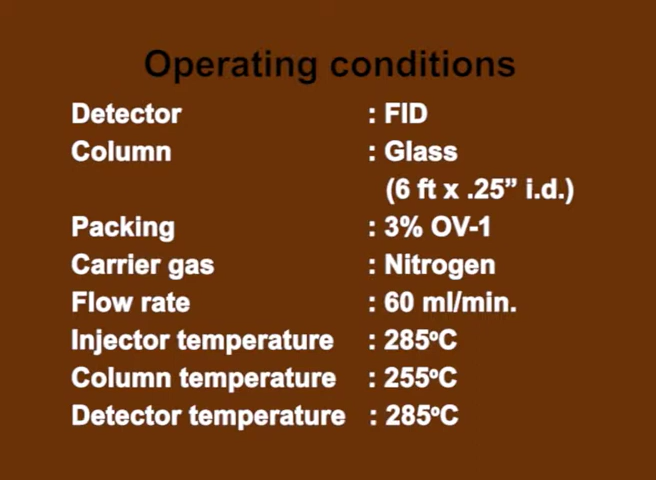 Operating conditions
Detector : FID
Column : Glass
(6 ft x .25” i.d.)
Packing : 3% OV-1
Carrier gas : Nitrogen
Flow rate : 60 ml/min.
Injector temperature : 285ºC
Column temperature : 255ºC
Detector temperature : 285ºC